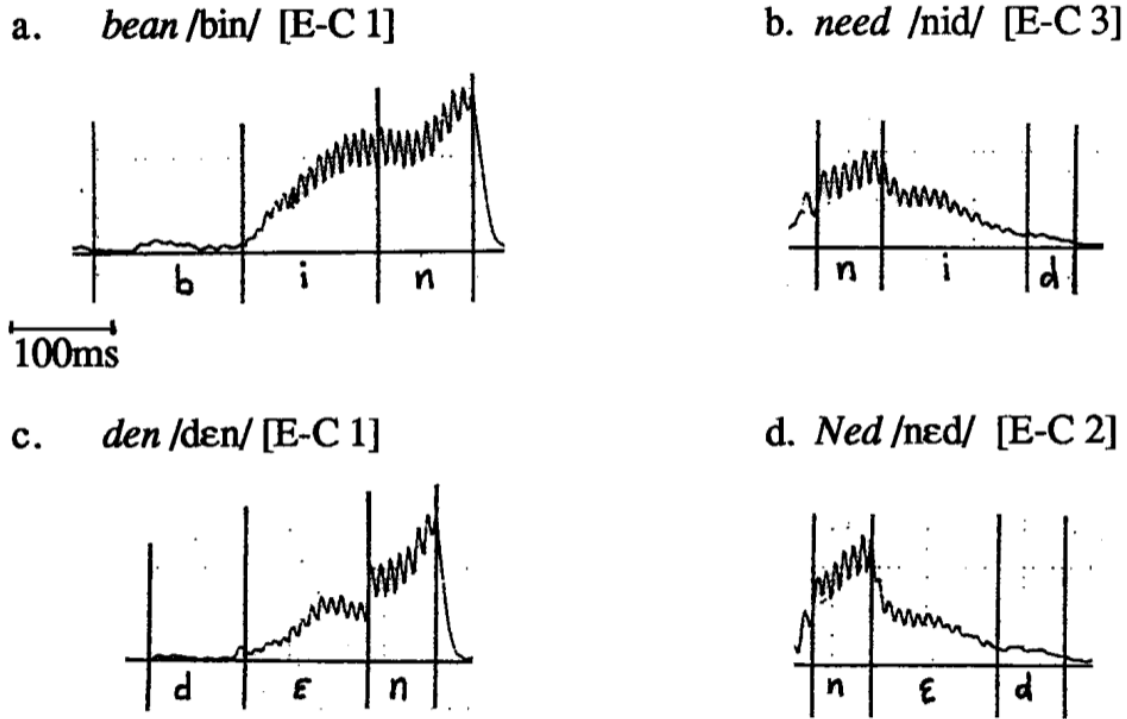 a. bean /bin/ [E-C 1]
b. need /nid/ [E-C 3]
b i n
n i d
100ms
c. den /dɛn/ [E-C 1]
d. Ned /nɛd/ [E-C 2]
d ɛ n
n ɛ d